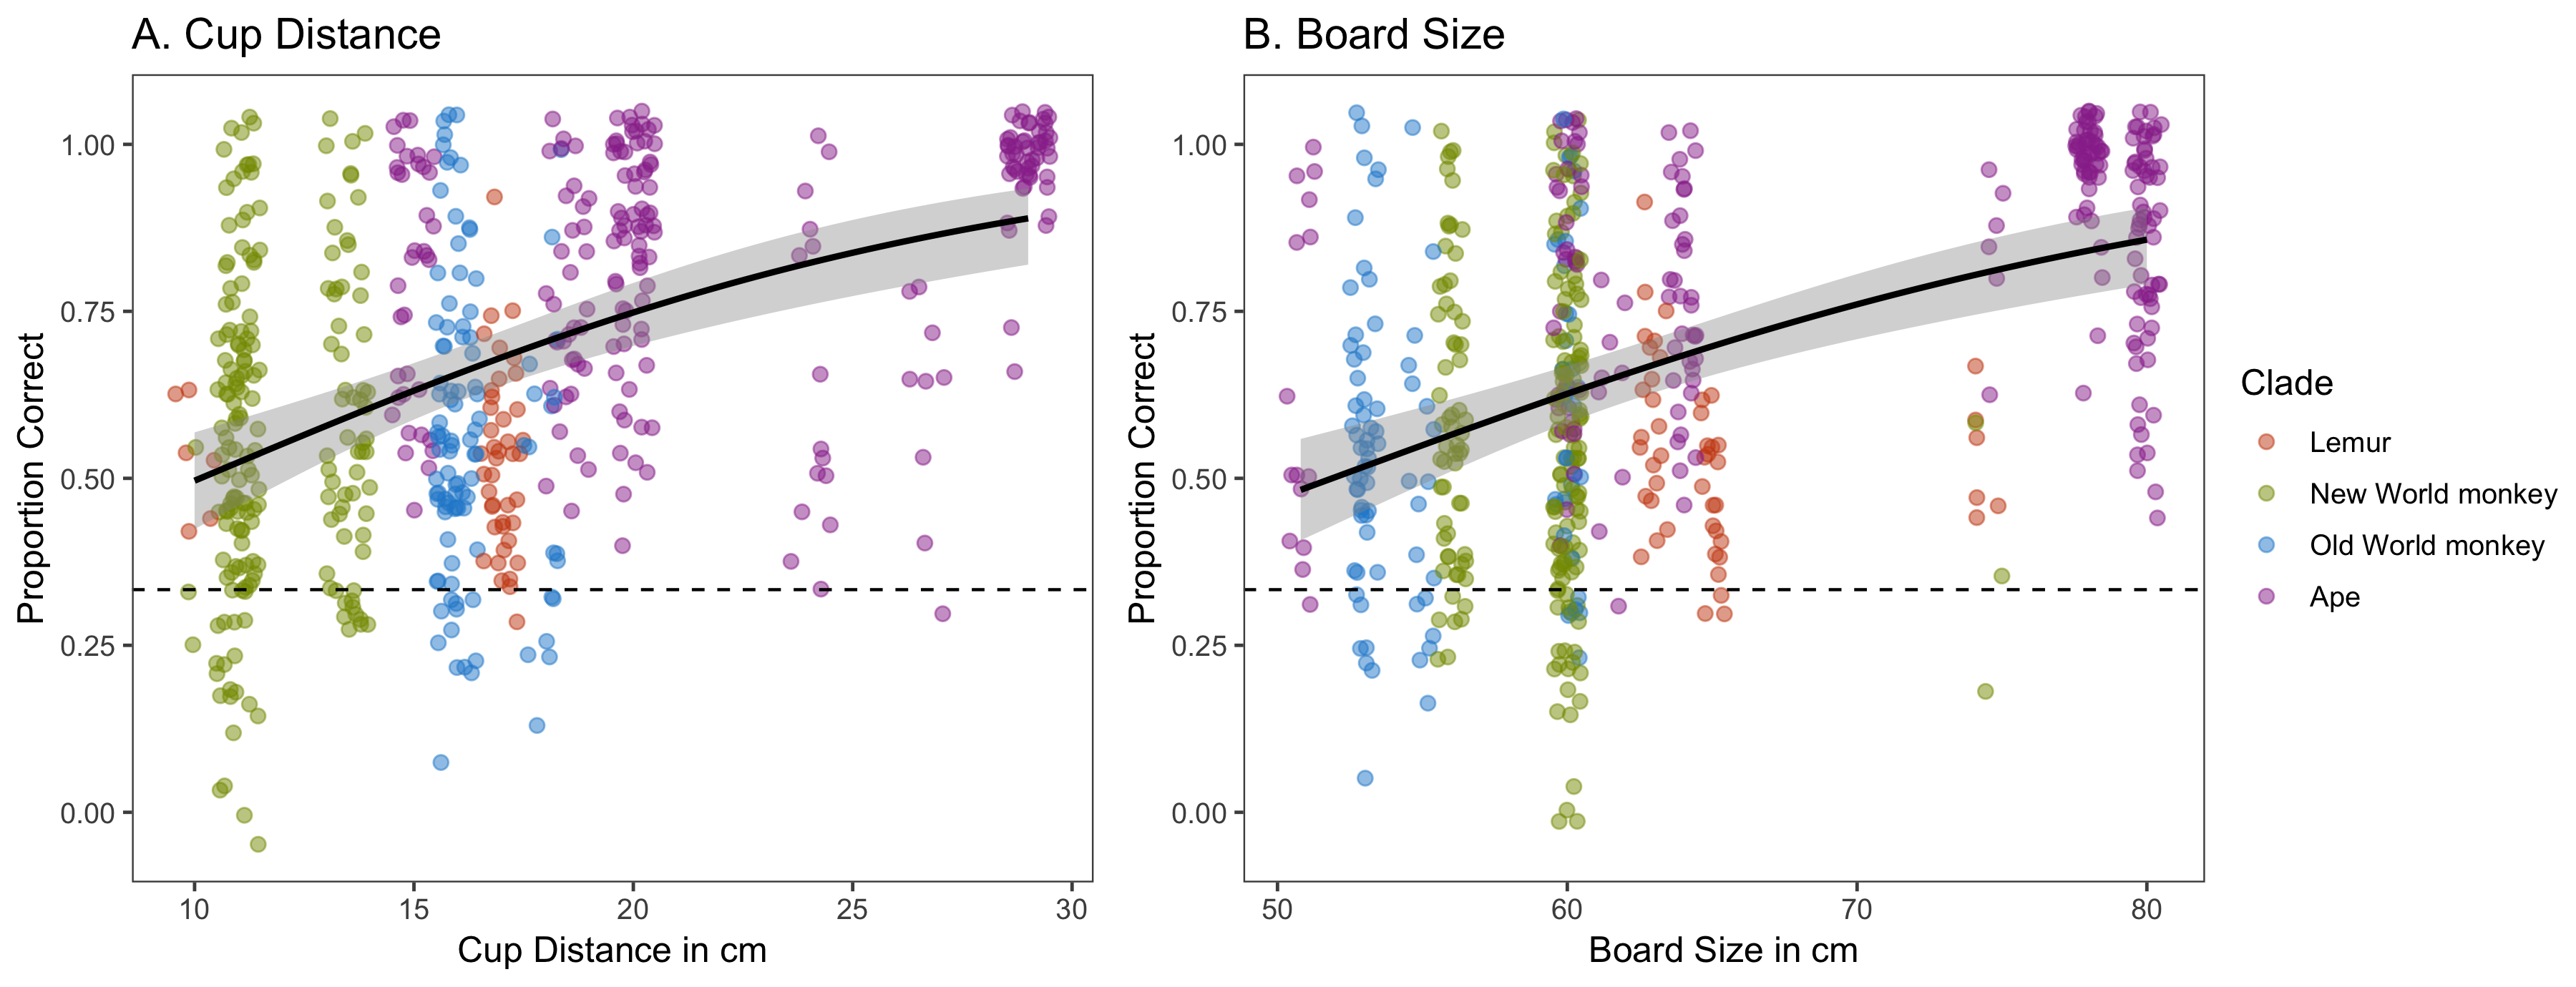 A. Cup Distance
Proportion Correct
1.00
0.75
0.50
0.25
0.00
10 15 20 25 30
Cup Distance in cm
B. Board Size
Proportion Correct
1.00
0.75
0.50
0.25
0.00
50 60 70 80
Board Size in cm
Clade
Lemur
New World monkey
Old World monkey
Ape